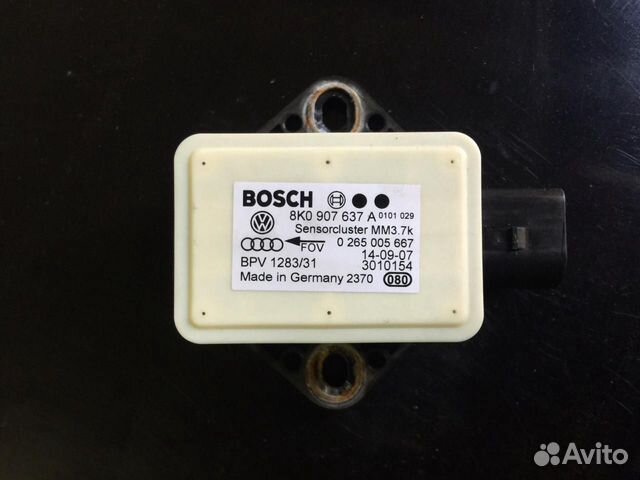 BOSCH
8K0 907 637 A 0101 029
Sensorcluster MM3.7k
FOV 0 265 005 667
14-09-07
BPV 1283/31 3010154
Made in Germany 2370 080
Avito